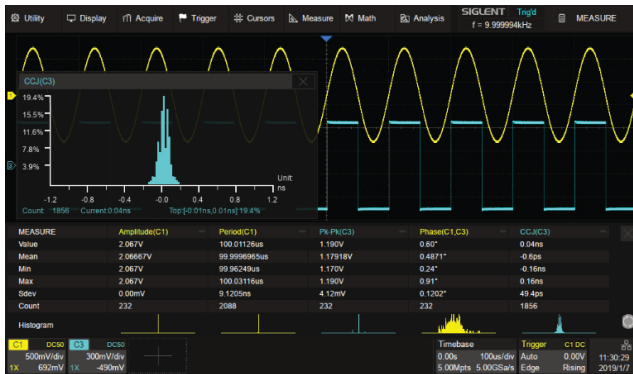 Utility Display Acquire Trigger Cursors Measure Math Analysis SIGLENT Trig'd MEASURE
f = 9.999994kHz
CCJ(C3)
19.4%
15.5%
11.6%
7.8%
3.9%
Unit:
ns
-1.2 -0.8 -0.4 -0.0 0.4 0.8 1.2
Count 1856 Current:0.04ns Top:[-0.01ns,0.01ns] 19.4%
MEASURE Amplitude(C1) Period(C1) Pk-Pk(C3) Phase(C1,C3) CCJ(C3)
Value 2.067V 100.01126us 1.190V 0.60° 0.04ns
Mean 2.06667V 99.9996965us 1.17918V 0.4871° -0.6ps
Min 2.067V 99.96249us 1.170V 0.24° -0.16ns
Max 2.067V 100.03116us 1.190V 0.91° 0.16ns
Sdev 0.00mV 9.1205ns 4.12mV 0.1202° 49.4ps
Count 232 2088 232 232 1856
Histogram
C1 DC50 C3 DC50 Timebase Trigger C1 DC
500mV/div 300mV/div 0.00s 100us/div Auto 0.00V 11:30:29
1X 692mV 1X -490mV 5.00Mpts 5.00GSa/s Edge Rising 2019/1/7